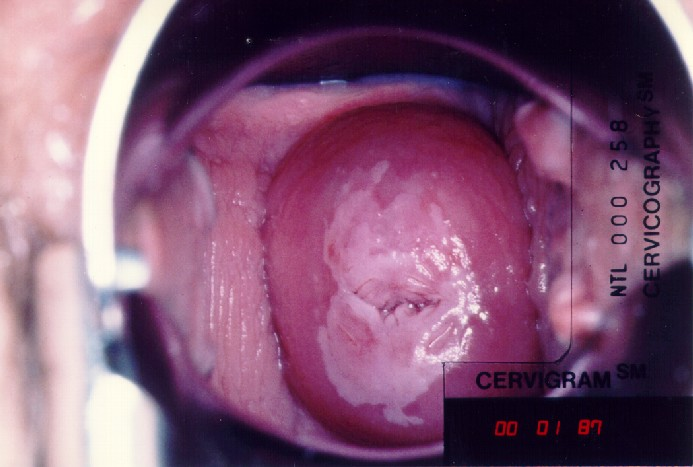 NTL 000 258
CERVICOGRAPHY SM
CERVIGRAM SM
00 01 87